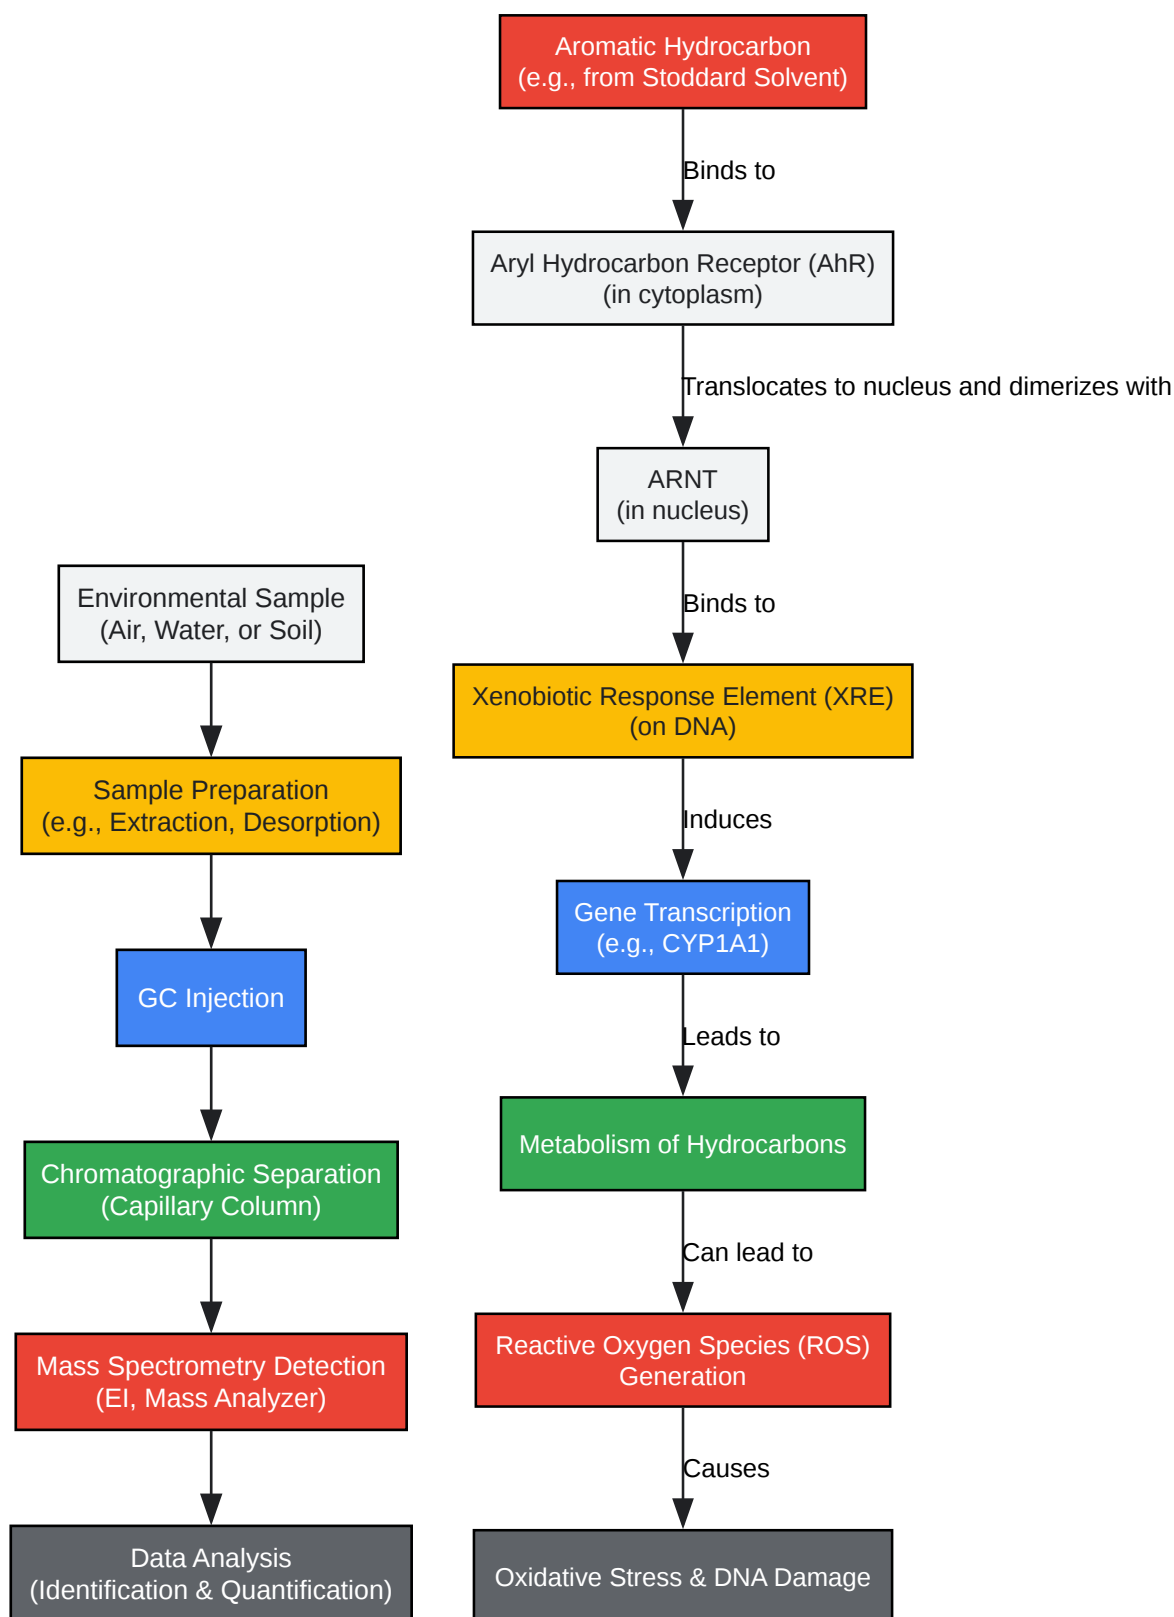 Aromatic Hydrocarbon
(e.g., from Stoddard Solvent)
Binds to
Aryl Hydrocarbon Receptor (AhR)
(in cytoplasm)
Translocates to nucleus and dimerizes with
ARNT
(in nucleus)
Binds to
Xenobiotic Response Element (XRE)
(on DNA)
Induces
Gene Transcription
(e.g., CYP1A1)
Leads to
Metabolism of Hydrocarbons
Can lead to
Reactive Oxygen Species (ROS)
Generation
Causes
Oxidative Stress & DNA Damage
Environmental Sample
(Air, Water, or Soil)
Sample Preparation
(e.g., Extraction, Desorption)
GC Injection
Chromatographic Separation
(Capillary Column)
Mass Spectrometry Detection
(EI, Mass Analyzer)
Data Analysis
(Identification & Quantification)